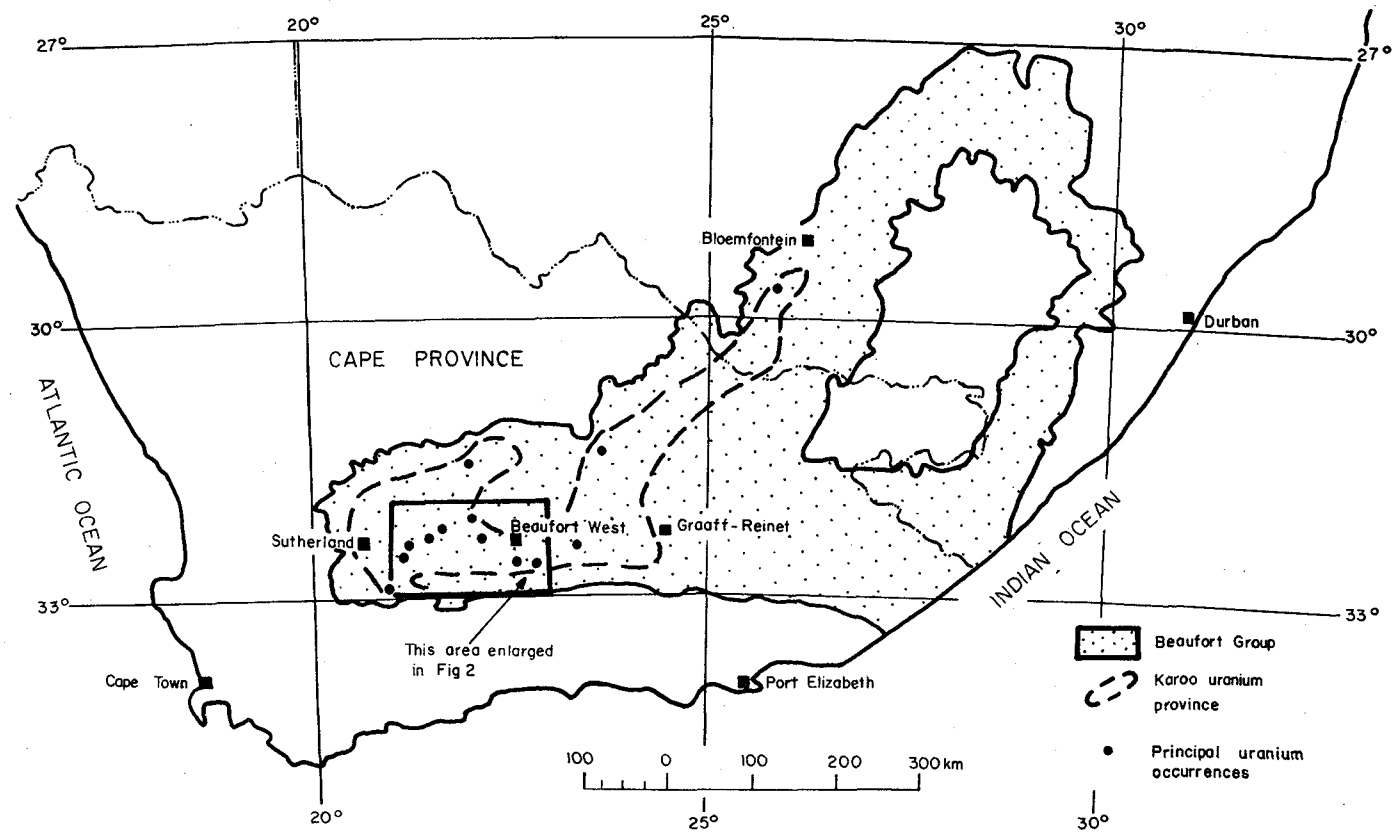 20°
25°
30°
27°
27°
Bloemfontein
30°
Durban
30°
CAPE PROVINCE
ATLANTIC OCEAN
Beaufort West
Graaff-Reinet
Sutherland
INDIAN OCEAN
33°
33°
This area enlarged
in Fig 2
Beaufort Group
Cape Town
Port Elizabeth
Karoo uranium
province
100 0 100 200 300 km
Principal uranium
occurrences
20°
25°
30°